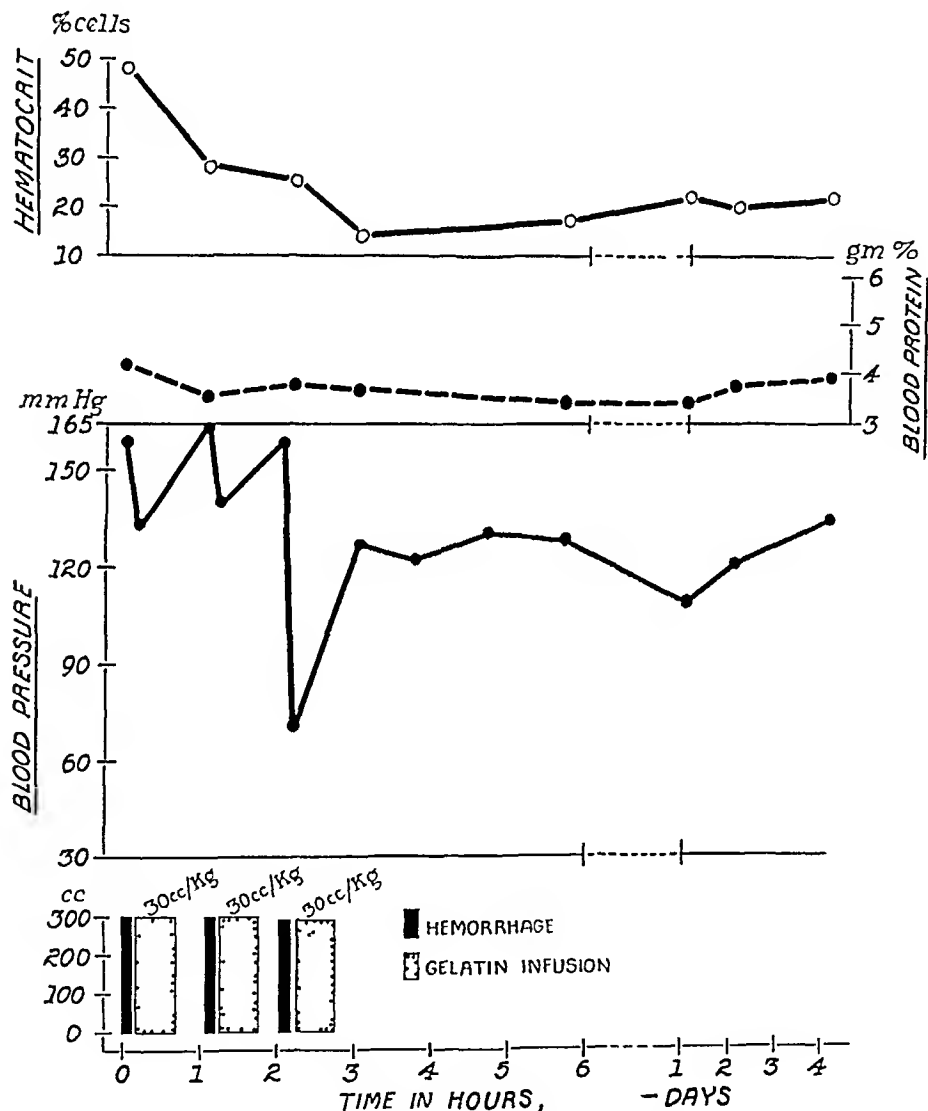 %cells
HEMATOCRIT
50
40
30
20
10
gm %
6
5
4
3
BLOOD PROTEIN
mm Hg
165
150
120
90
60
30
BLOOD PRESSURE
cc
300
200
100
0
30cc/Kg 30cc/Kg 30cc/Kg
HEMORRHAGE
GELATIN INFUSION
0 1 2 3 4 5 6 1 2 3 4
TIME IN HOURS, -DAYS